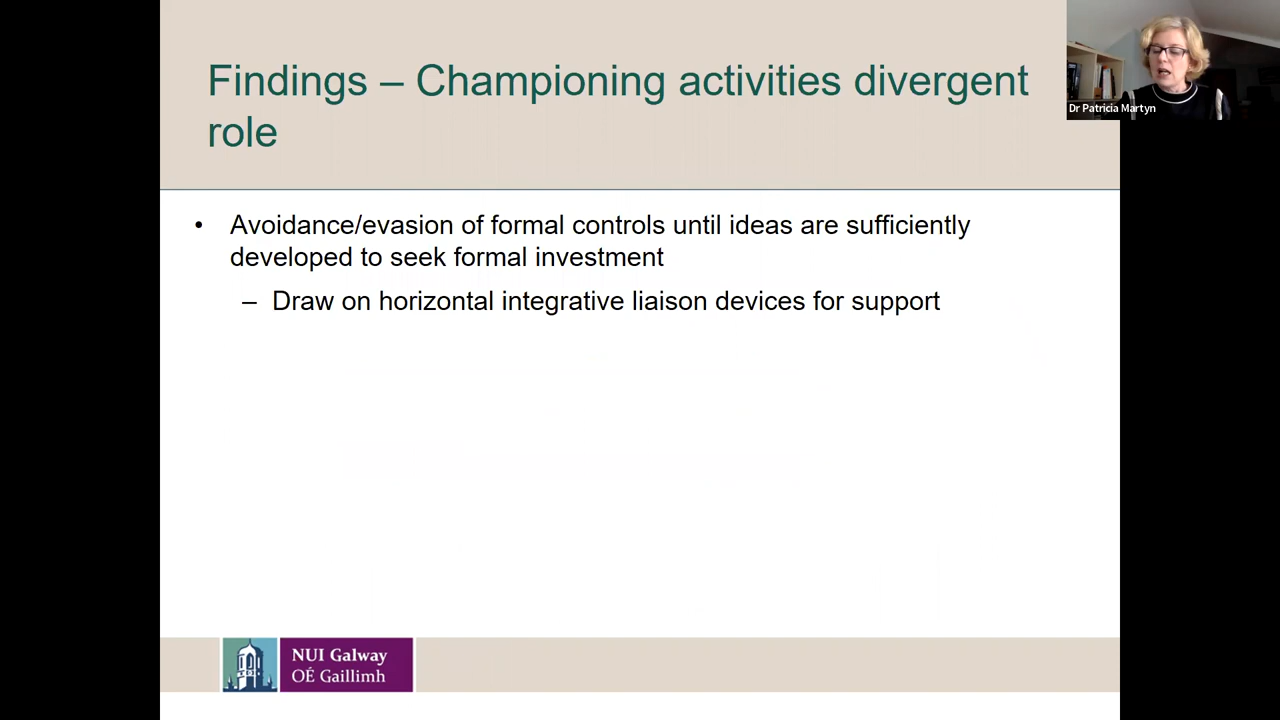 Findings – Championing activities divergent
role
Dr Patricia Martyn
• Avoidance/evasion of formal controls until ideas are sufficiently
developed to seek formal investment
– Draw on horizontal integrative liaison devices for support
NUI Galway
OÉ Gaillimh